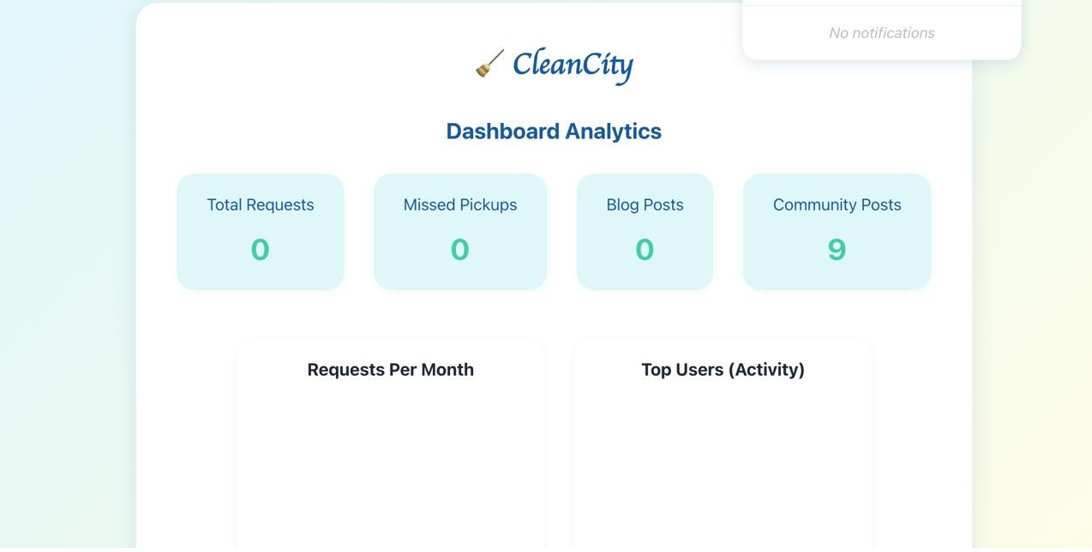 No notifications
CleanCity
Dashboard Analytics
Total Requests
0
Missed Pickups
0
Blog Posts
0
Community Posts
9
Requests Per Month
Top Users (Activity)